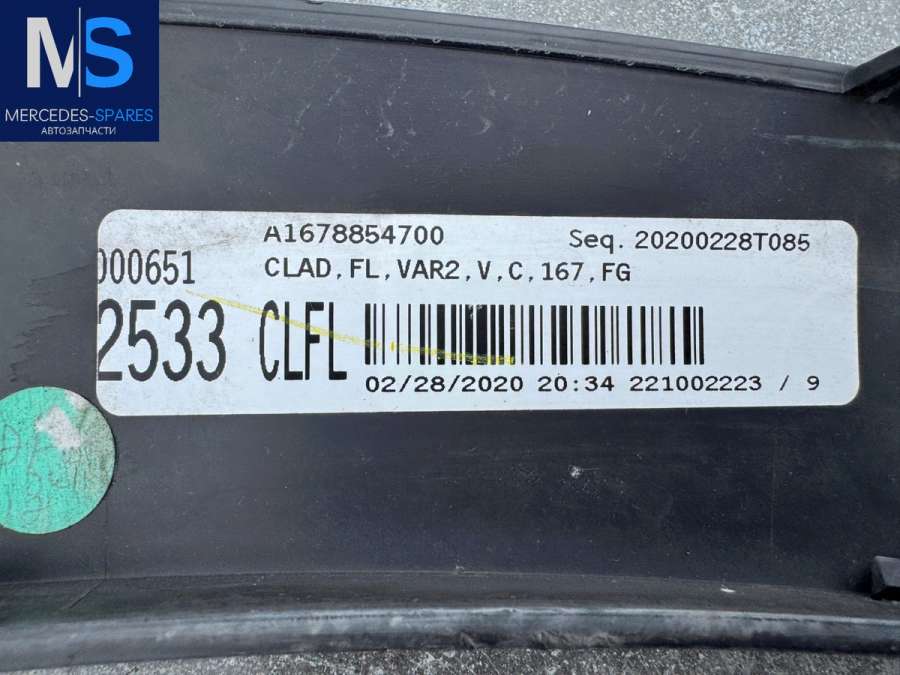 MS
MERCEDES-SPARES
АВТОЗАПЧАСТИ
A1678854700 Seq. 20200228T085
000651 CLAD,FL,VAR2,V,C,167,FG
2533 CLFL
02/28/2020 20:34 221002223 / 9